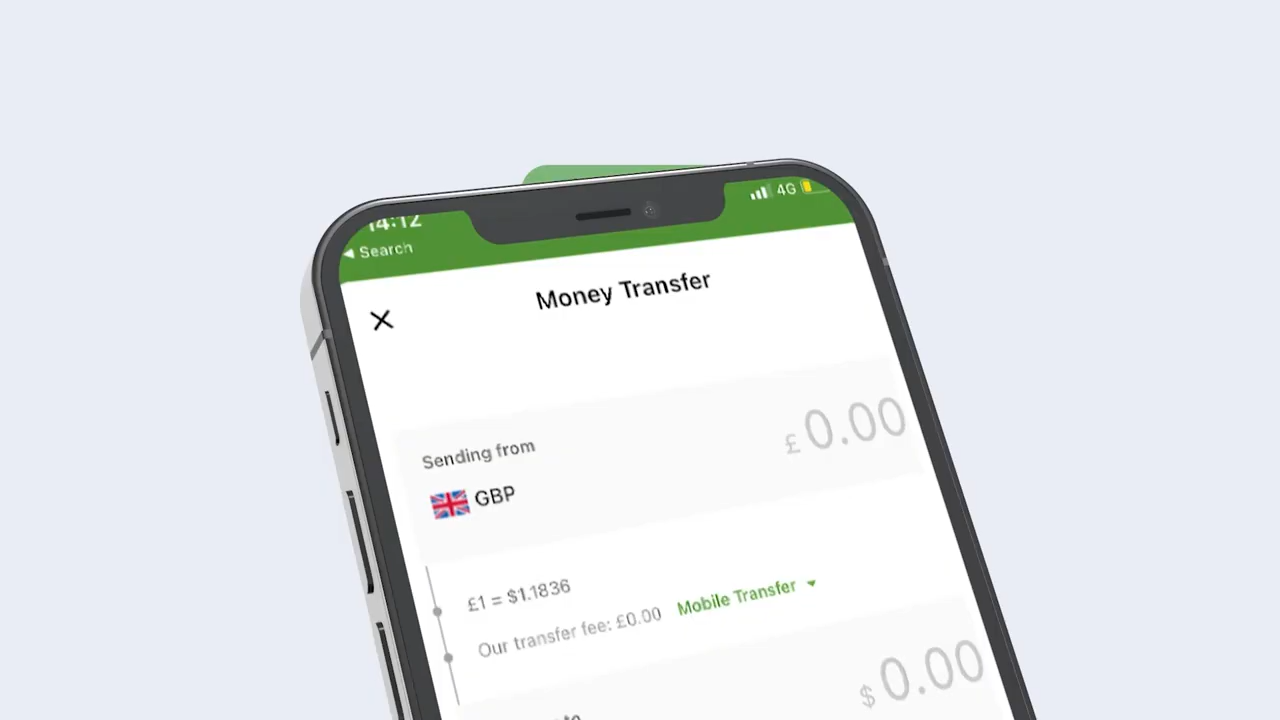 14:12
4G
◀ Search
Money Transfer
Sending from
£ 0.00
GBP
£1 = $1.1836
Our transfer fee: £0.00 Mobile Transfer
$ 0.00